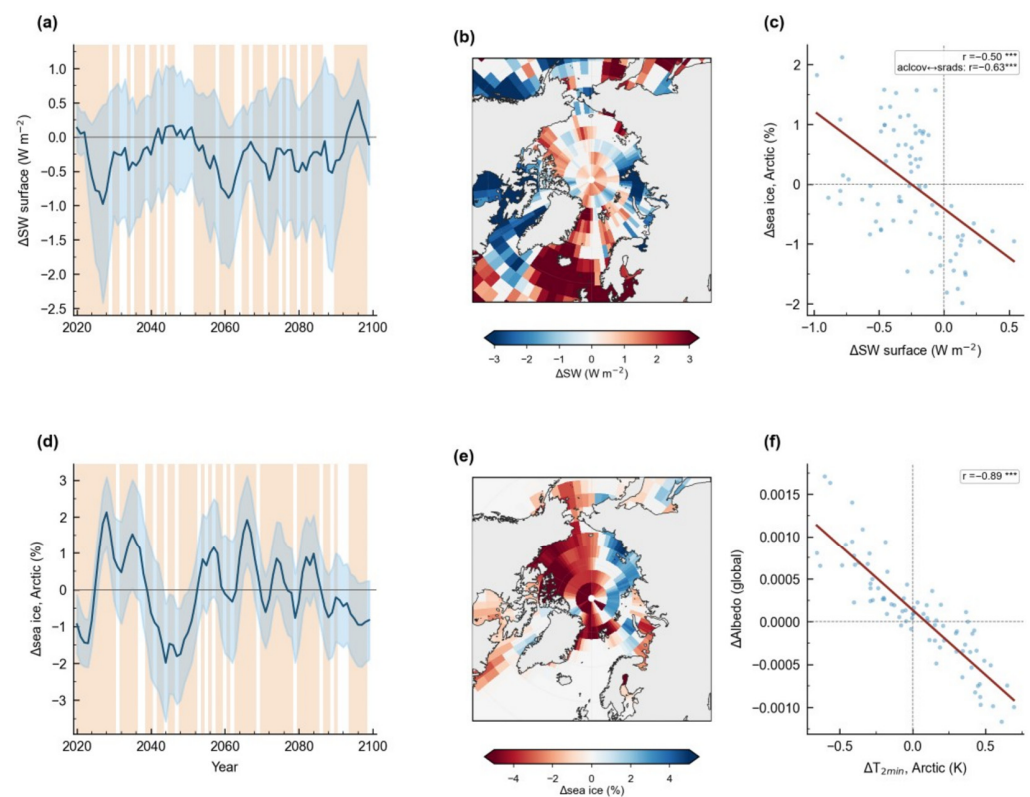 (a)
ΔSW surface (W m−2)
1.0
0.5
0.0
−0.5
−1.0
−1.5
−2.0
−2.5
2020 2040 2060 2080 2100
(b)
−3 −2 −1 0 1 2 3
ΔSW (W m−2)
(c)
r =−0.50 ***
aclcov↔srads: r=−0.63***
Δsea ice, Arctic (%)
2
1
0
−1
−2
−1.0 −0.5 0.0 0.5
ΔSW surface (W m−2)
(d)
Δsea ice, Arctic (%)
3
2
1
0
−1
−2
−3
2020 2040 2060 2080 2100
Year
(e)
−4 −2 0 2 4
Δsea ice (%)
(f)
r =−0.89 ***
ΔAlbedo (global)
0.0015
0.0010
0.0005
0.0000
−0.0005
−0.0010
−0.5 0.0 0.5
ΔT2min, Arctic (K)